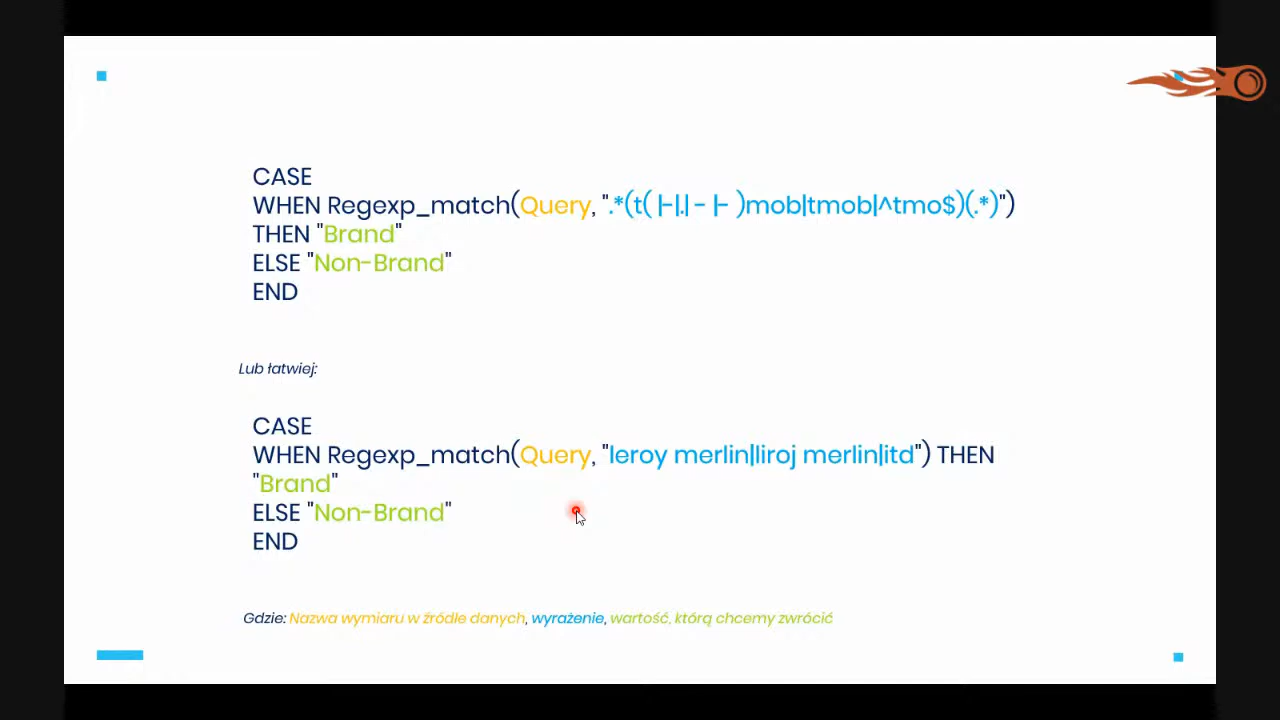 CASE
WHEN Regexp_match(Query, ".*(t( |-|.| - |- )mob|tmob|^tmo$)(.*)")
THEN "Brand"
ELSE "Non-Brand"
END
Lub łatwiej:
CASE
WHEN Regexp_match(Query, "leroy merlin|liroj merlin|itd") THEN
"Brand"
ELSE "Non-Brand"
END
Gdzie: Nazwa wymiaru w źródle danych, wyrażenie, wartość, którą chcemy zwrócić